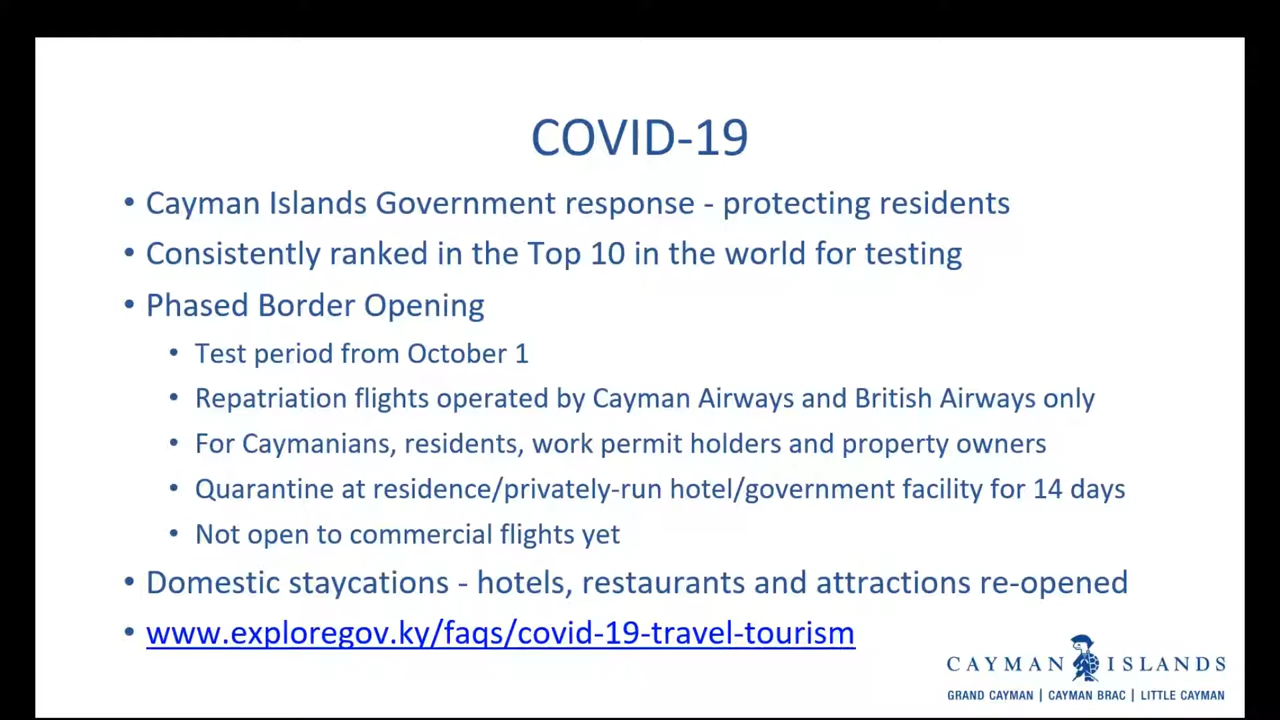 COVID-19
• Cayman Islands Government response - protecting residents
• Consistently ranked in the Top 10 in the world for testing
• Phased Border Opening
• Test period from October 1
• Repatriation flights operated by Cayman Airways and British Airways only
• For Caymanians, residents, work permit holders and property owners
• Quarantine at residence/privately-run hotel/government facility for 14 days
• Not open to commercial flights yet
• Domestic staycations - hotels, restaurants and attractions re-opened
• www.exploregov.ky/faqs/covid-19-travel-tourism
CAYMAN ISLANDS
GRAND CAYMAN | CAYMAN BRAC | LITTLE CAYMAN